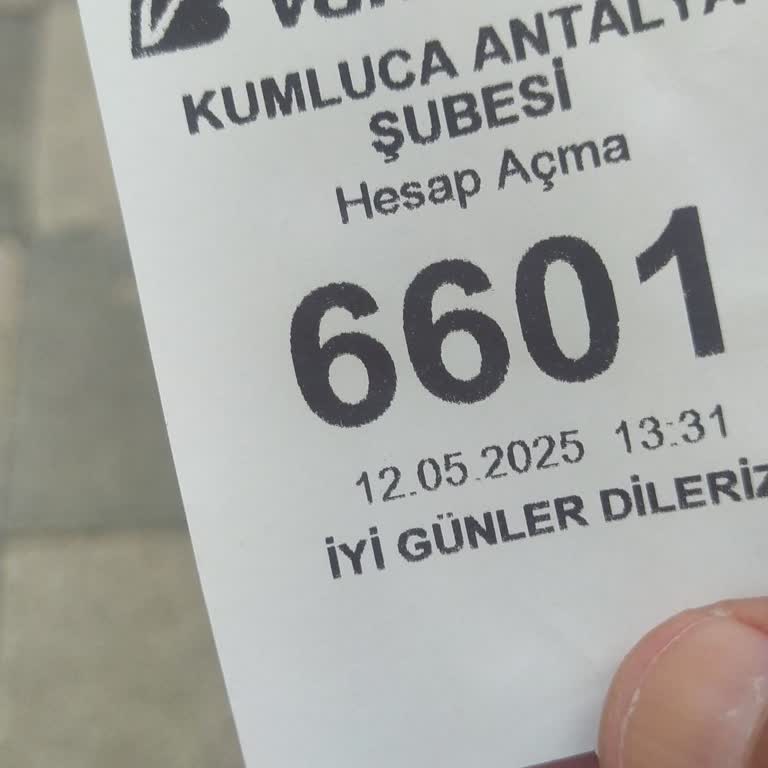 KUMLUCA ANTALYA
ŞUBESİ
Hesap Açma
6601
12.05.2025 13:31
İYİ GÜNLER DİLERİZ